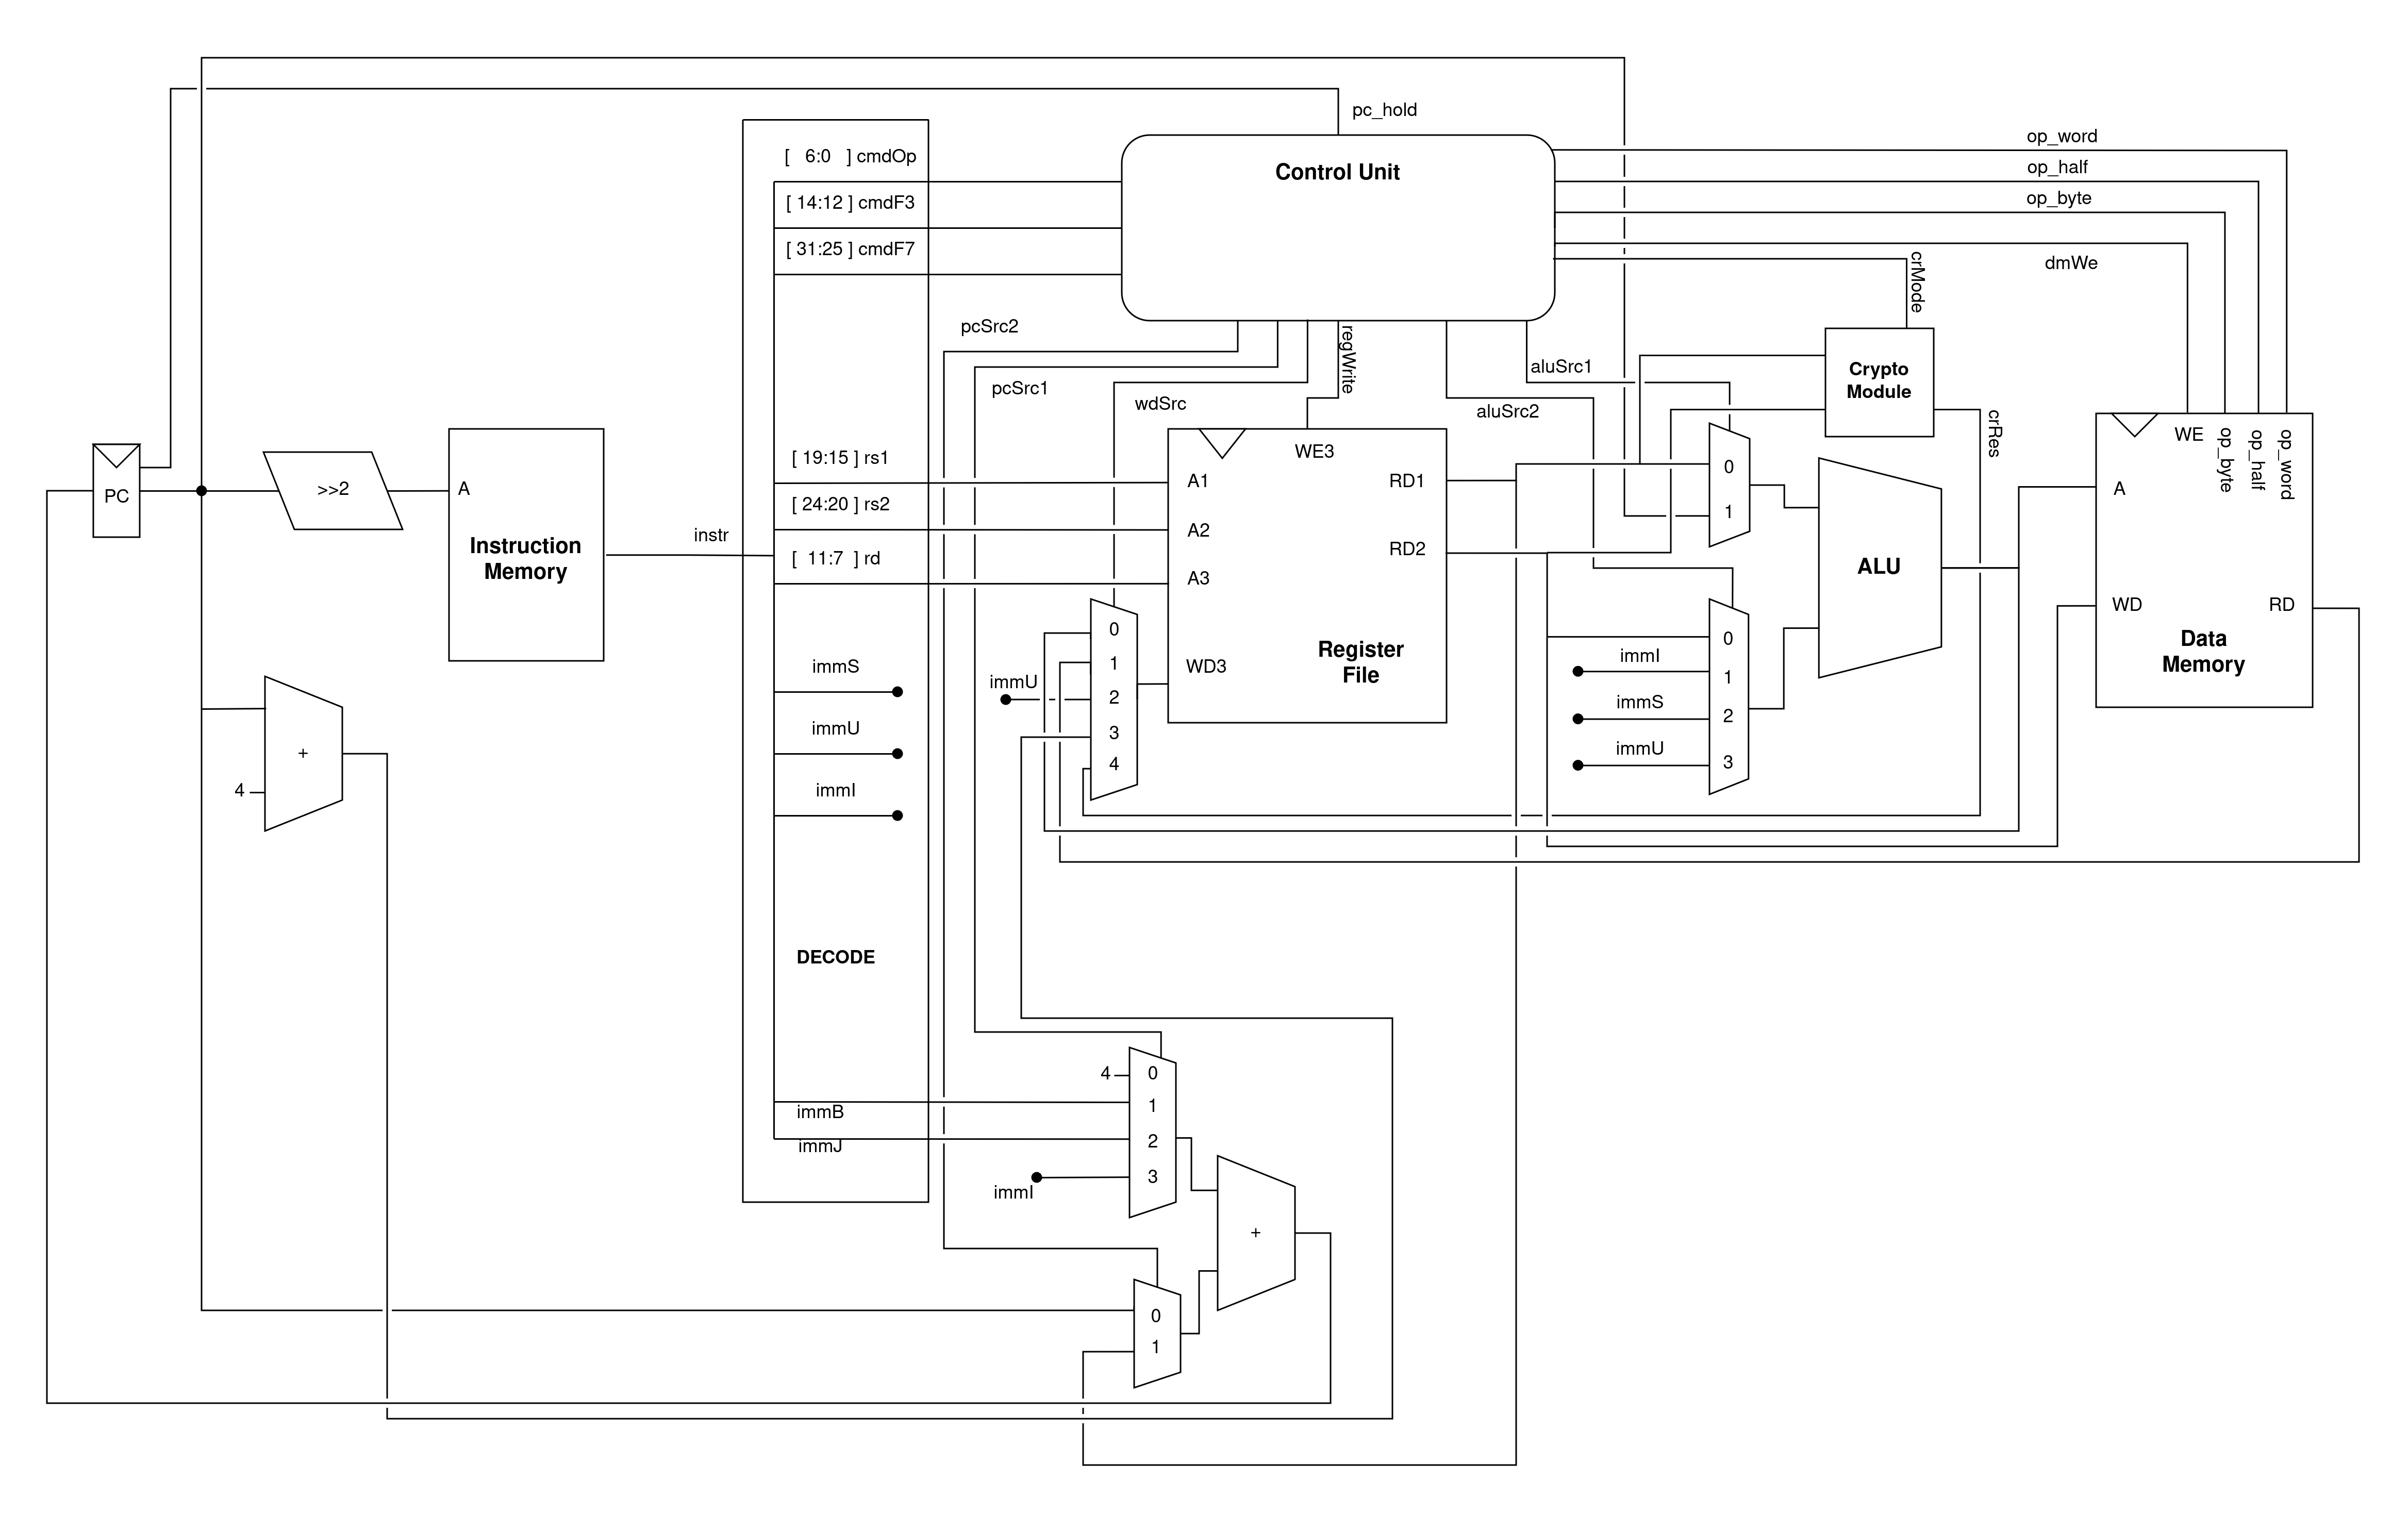 pc_hold
op_word
op_half
op_byte
dmWe
Control Unit
[ 6:0 ] cmdOp
[ 14:12 ] cmdF3
[ 31:25 ] cmdF7
crMode
pcSrc2
pcSrc1
wdSrc
regWrite
aluSrc1
aluSrc2
Crypto
Module
crRes
PC
>>2
A
Instruction
Memory
instr
[ 19:15 ] rs1
[ 24:20 ] rs2
[ 11:7 ] rd
immS
immU
immI
DECODE
immB
immJ
WE3
A1
A2
A3
WD3
RD1
RD2
Register
File
immU
0
1
2
3
4
0
1
immI
immS
immU
0
1
2
3
ALU
WE
op_byte
op_half
op_word
A
WD
RD
Data
Memory
+
4
4
0
1
2
3
immI
+
0
1